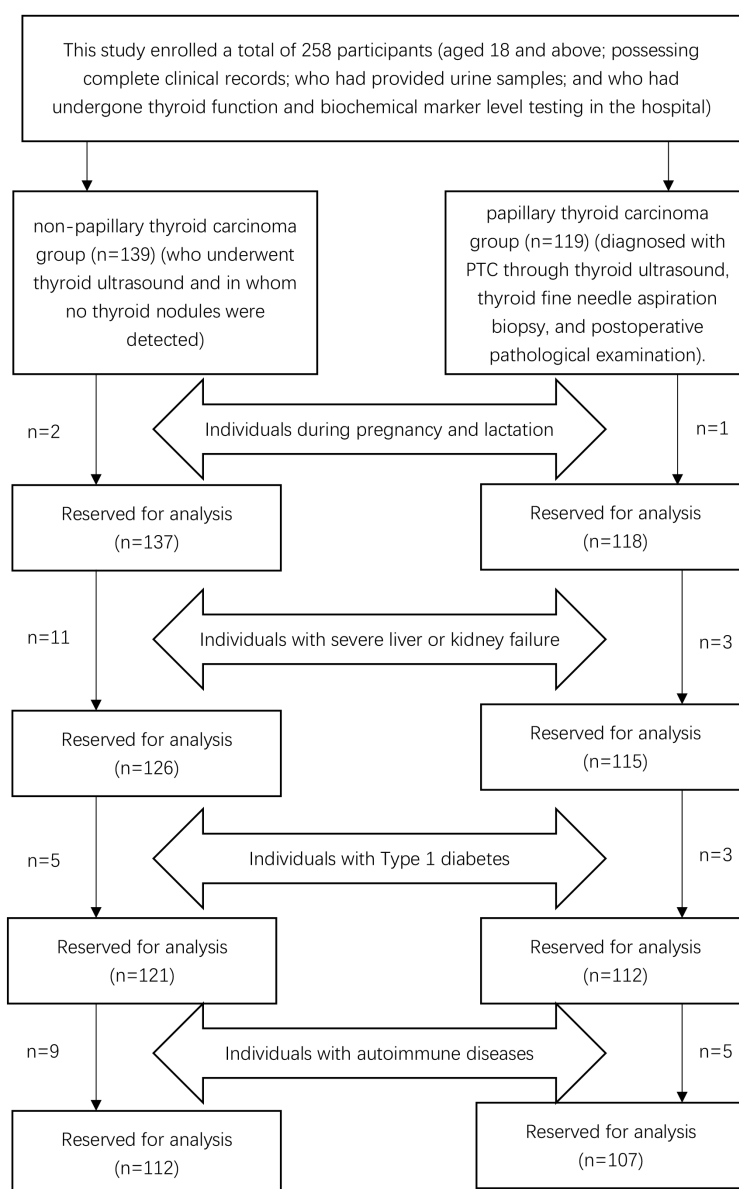 This study enrolled a total of 258 participants (aged 18 and above; possessing
complete clinical records; who had provided urine samples; and who had
undergone thyroid function and biochemical marker level testing in the hospital)
non-papillary thyroid carcinoma
group (n=139) (who underwent
thyroid ultrasound and in whom
no thyroid nodules were
detected)
papillary thyroid carcinoma
group (n=119) (diagnosed with
PTC through thyroid ultrasound,
thyroid fine needle aspiration
biopsy, and postoperative
pathological examination).
n=2
Individuals during pregnancy and lactation
n=1
Reserved for analysis
(n=137)
Reserved for analysis
(n=118)
n=11
Individuals with severe liver or kidney failure
n=3
Reserved for analysis
(n=126)
Reserved for analysis
(n=115)
n=5
Individuals with Type 1 diabetes
n=3
Reserved for analysis
(n=121)
Reserved for analysis
(n=112)
n=9
Individuals with autoimmune diseases
n=5
Reserved for analysis
(n=112)
Reserved for analysis
(n=107)